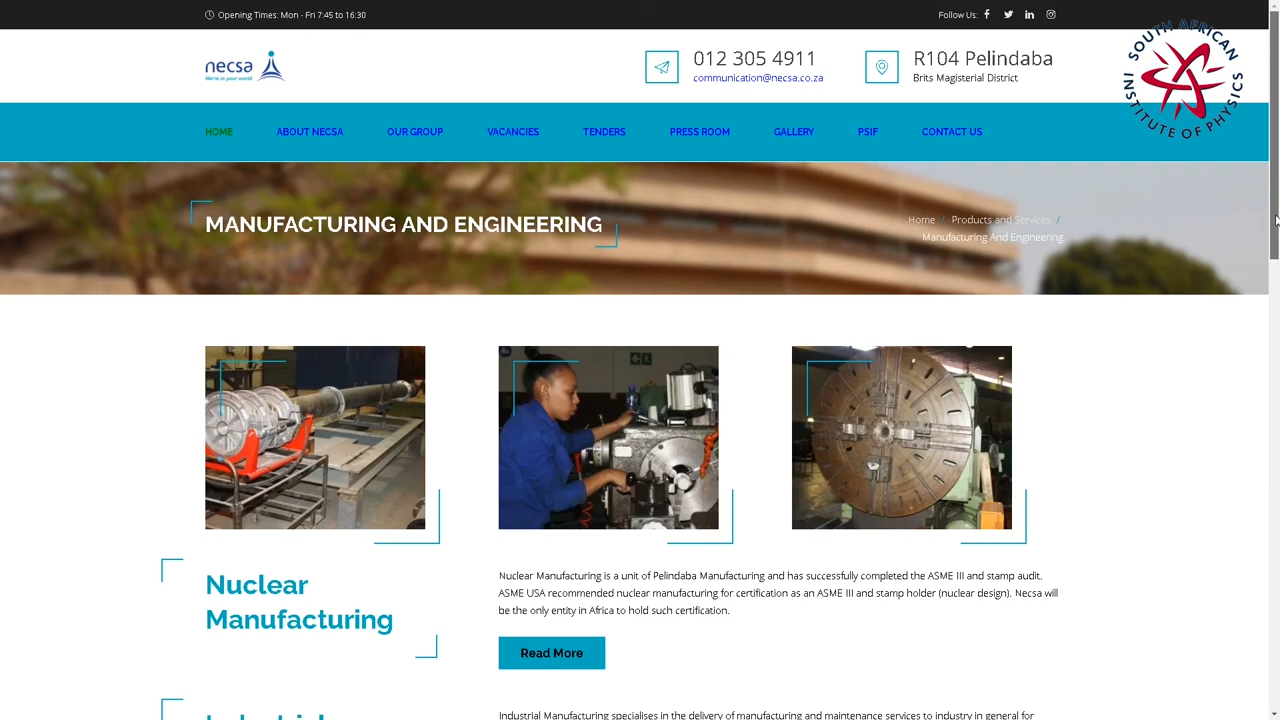 Opening Times: Mon - Fri 7:45 to 16:30
Follow Us:
necsa
We're in your world
012 305 4911
communication@necsa.co.za
R104 Pelindaba
Brits Magisterial District
SOUTH AFRICAN INSTITUTE OF PHYSICS
HOME ABOUT NECSA OUR GROUP VACANCIES TENDERS PRESS ROOM GALLERY PSIF CONTACT US
MANUFACTURING AND ENGINEERING
Home / Products and Services /
Manufacturing And Engineering
Nuclear
Manufacturing
Nuclear Manufacturing is a unit of Pelindaba Manufacturing and has successfully completed the ASME III and stamp audit.
ASME USA recommended nuclear manufacturing for certification as an ASME III and stamp holder (nuclear design). Necsa will
be the only entity in Africa to hold such certification.
Read More
Industrial
Industrial Manufacturing specialises in the delivery of manufacturing and maintenance services to industry in general for